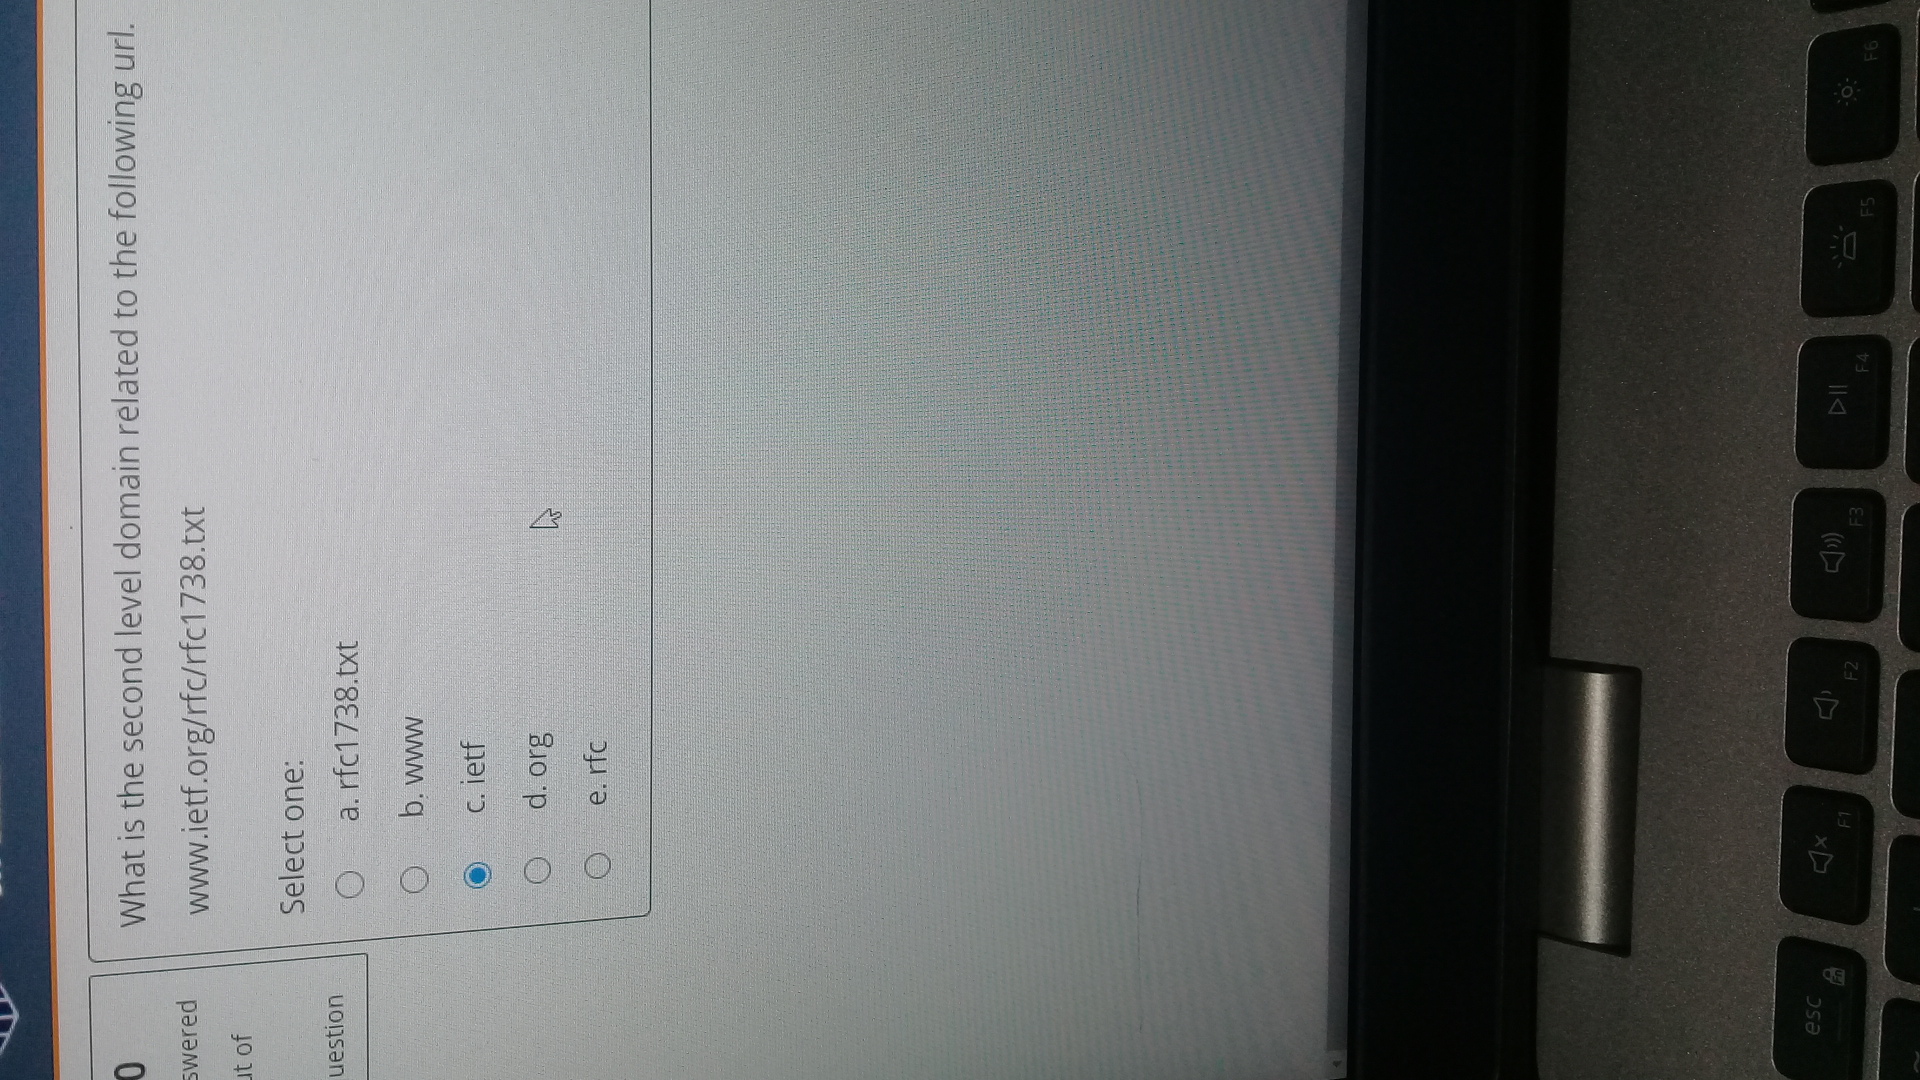 0
What is the second level domain related to the following url.
swered
www.ietf.org/rfc/rfc1738.txt
ut of
Select one:
uestion
a. rfc1738.txt
b. www
c. ietf
d. org
e. rfc
esc
Fn
F1
F2
F3
F4
F5
F6
~